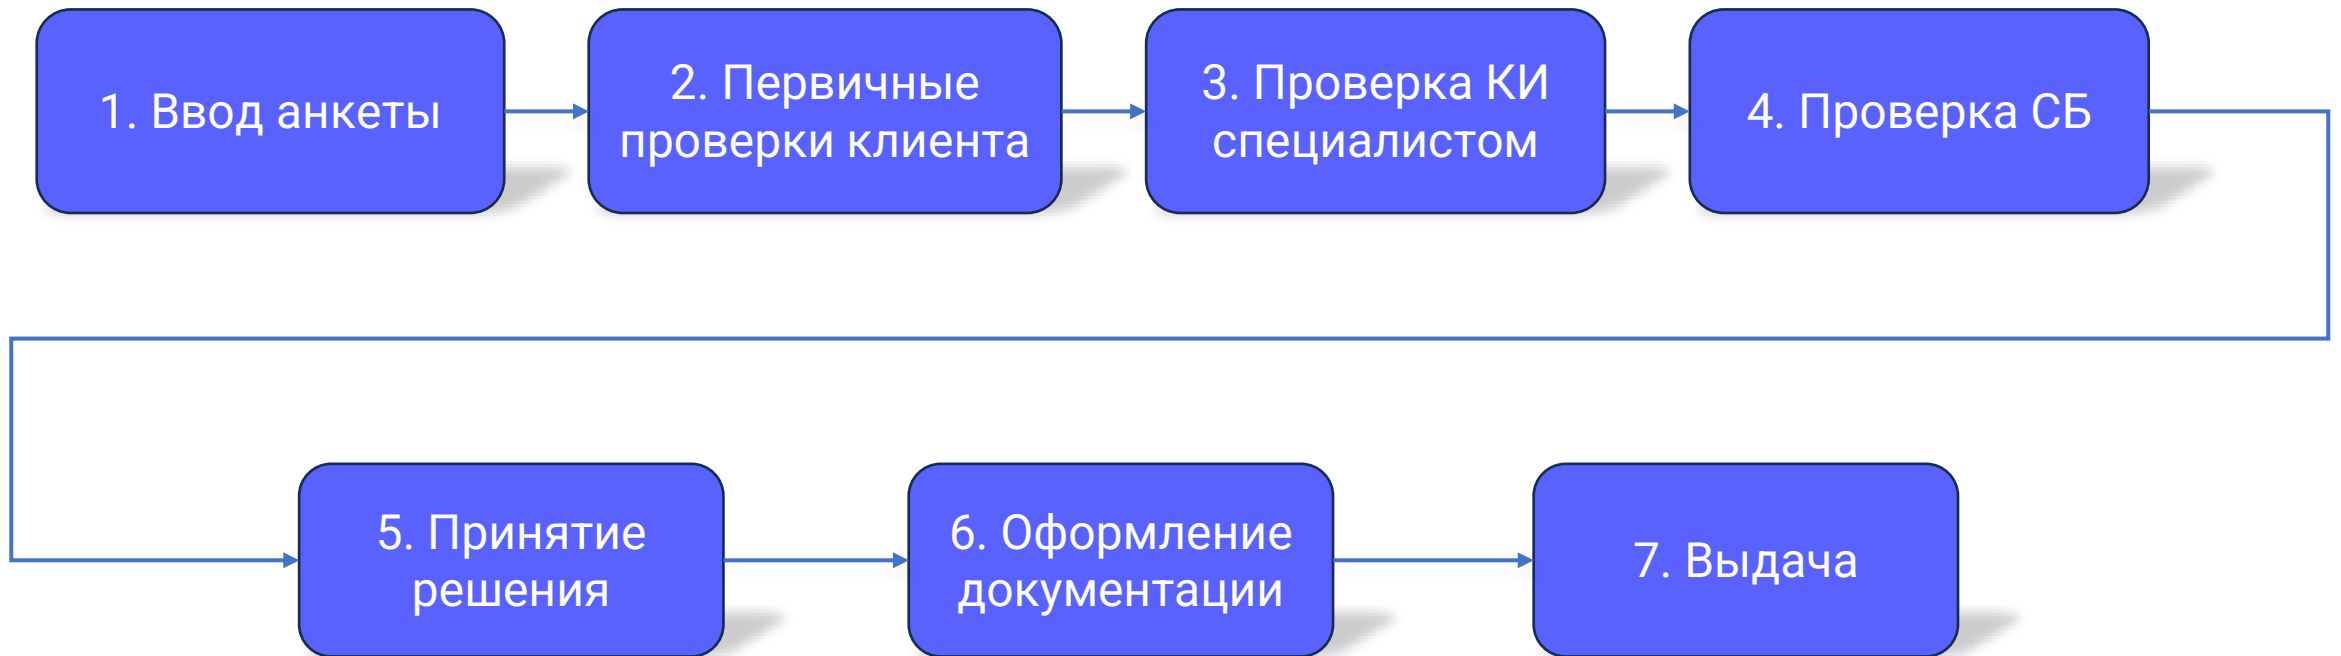 1. Ввод анкеты
2. Первичные
проверки клиента
3. Проверка КИ
специалистом
4. Проверка СБ
5. Принятие
решения
6. Оформление
документации
7. Выдача